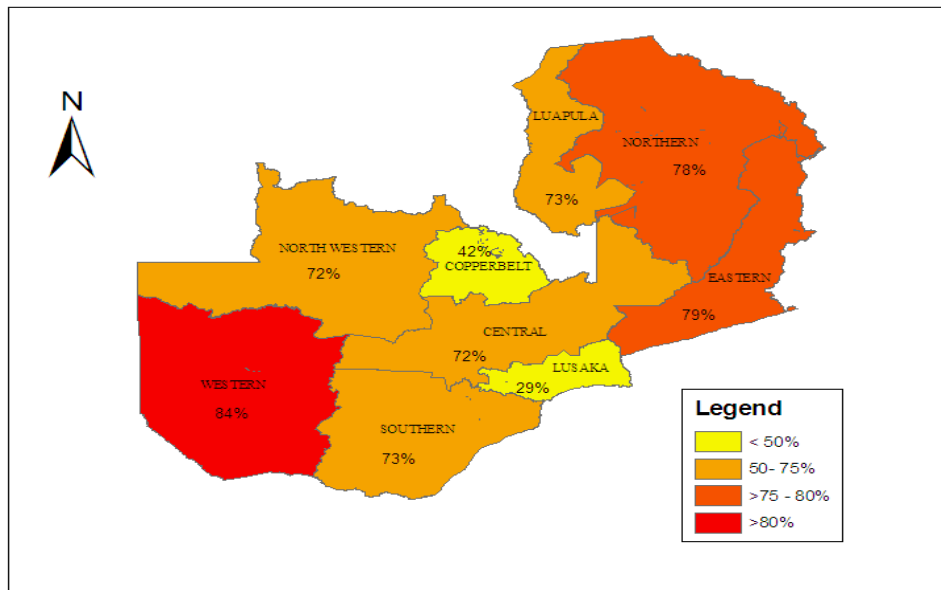 N
LUAPULA
NORTHERN
78%
73%
NORTH WESTERN
72%
42%
COPPERBELT
EASTERN
79%
CENTRAL
72%
LUSAKA
29%
WESTERN
84%
SOUTHERN
73%
Legend
< 50%
50- 75%
>75 - 80%
>80%